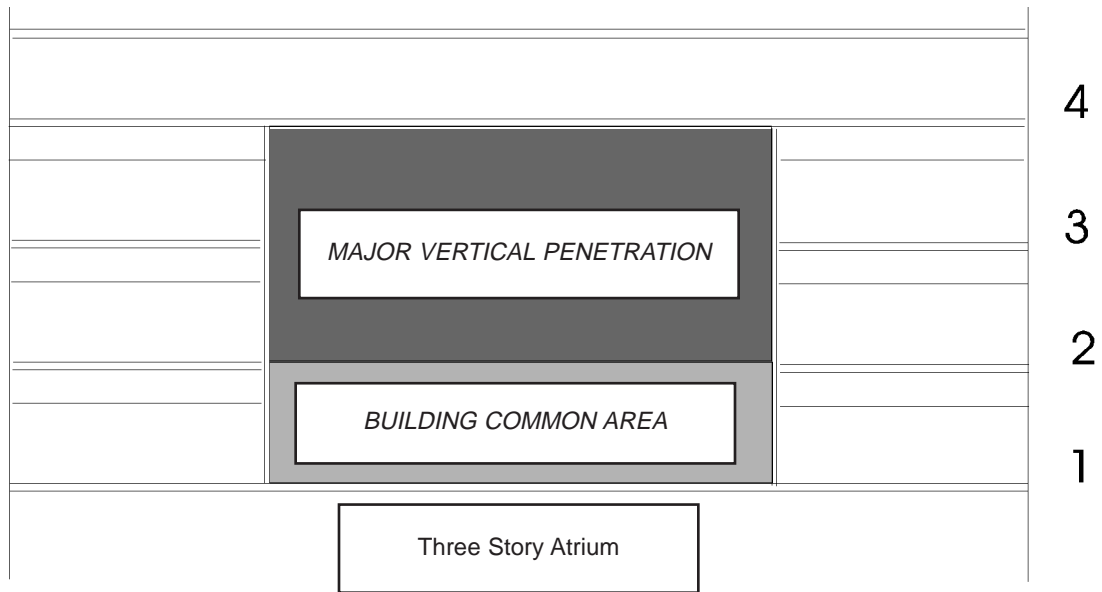 4
3
MAJOR VERTICAL PENETRATION
2
BUILDING COMMON AREA
1
Three Story Atrium